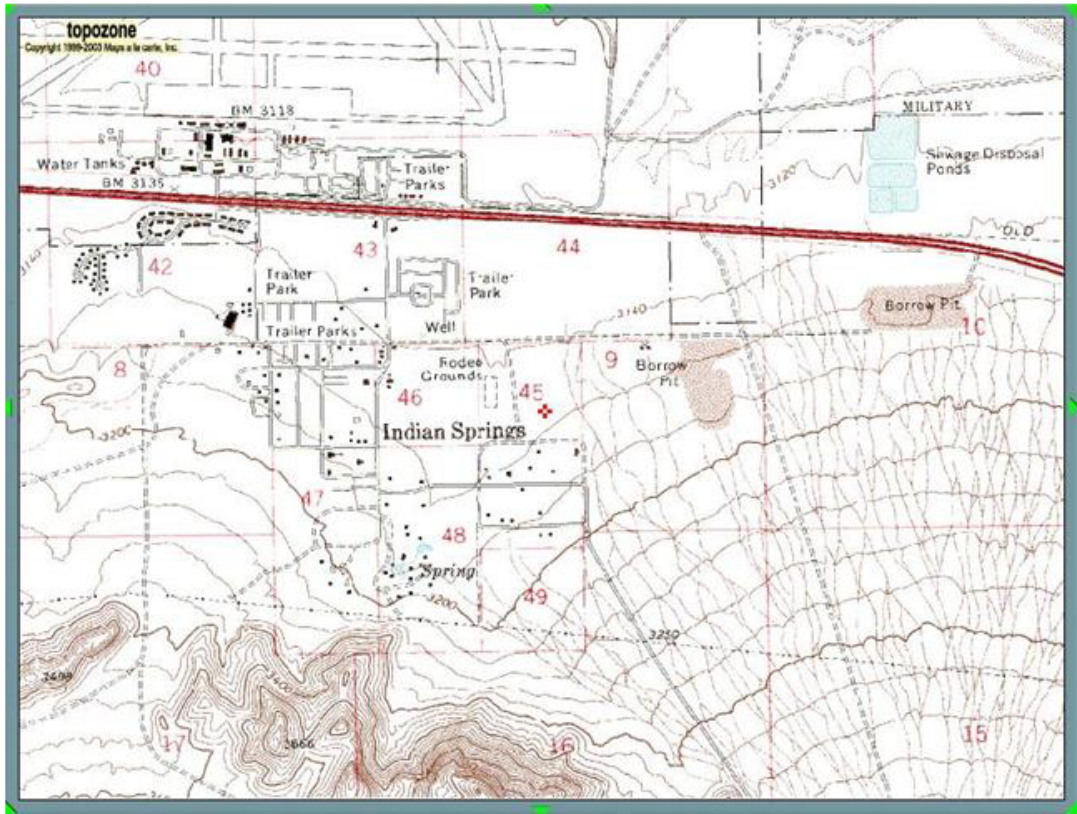 topozone
Copyright 1999-2003 Maps a la carte, Inc.
40
BM 3118
MILITARY
Water Tanks
Trailer
Parks
Sewage Disposal
Ponds
3120
BM 3135
OLD
43
44
42
3140
Trailer
Park
Trailer
Park
Borrow Pit
10
3140
Trailer Parks
Well
8
Rodeo
Grounds
9
Borrow
Pit
46
45
3200
Indian Springs
47
48
Spring
49
3200
3250
3400
17
3666
16
15